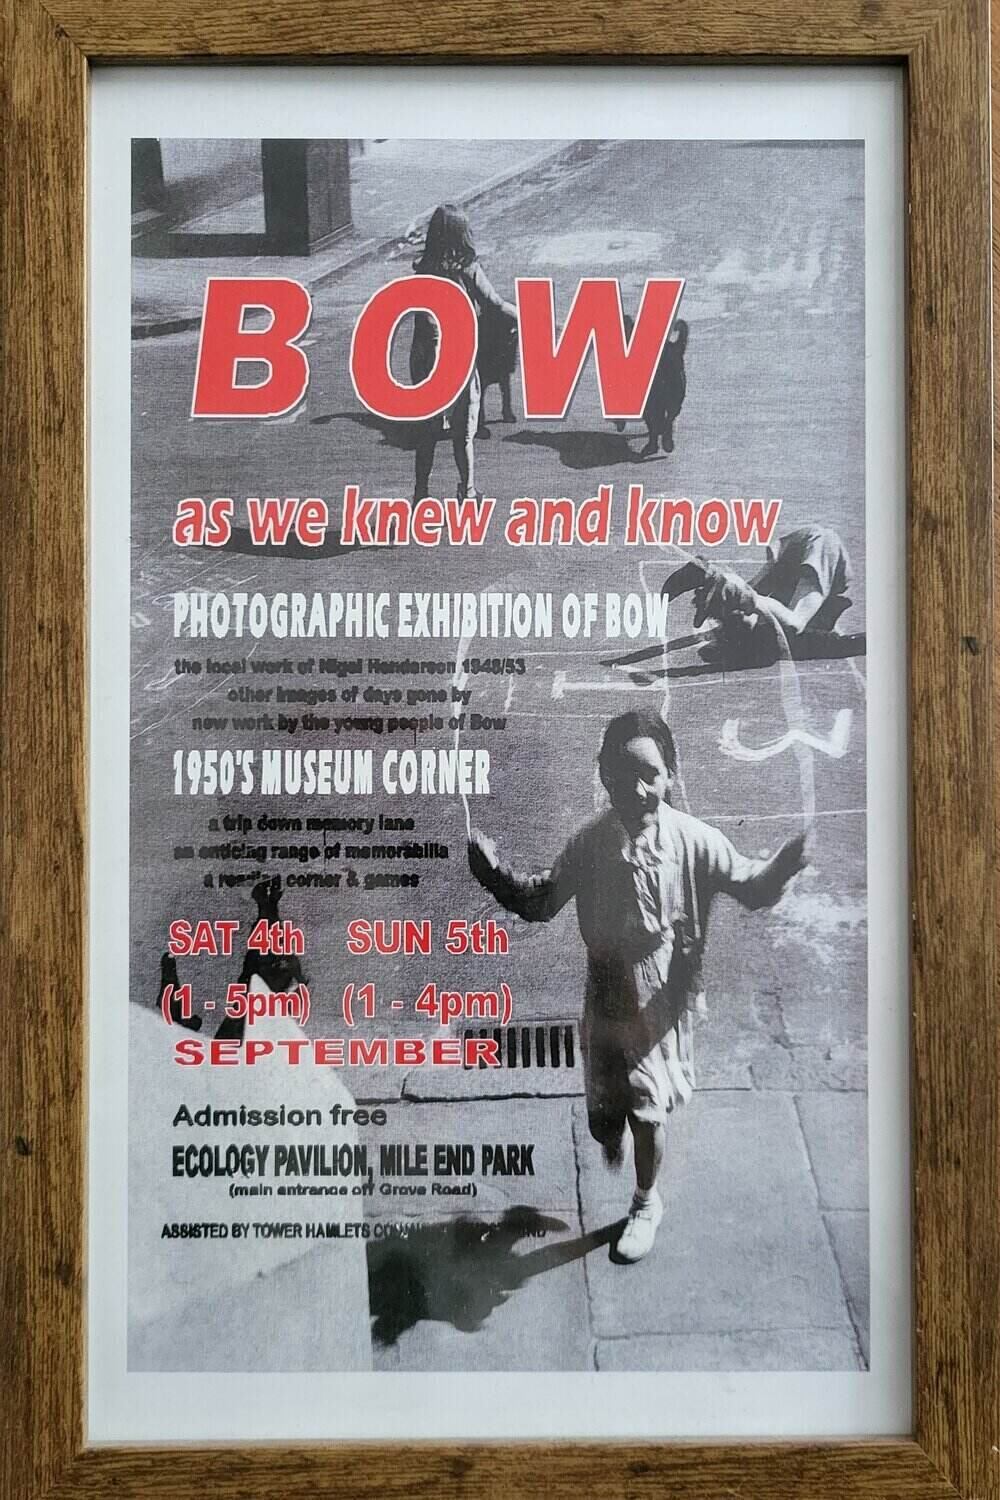 BOW
as we knew and know
PHOTOGRAPHIC EXHIBITION OF BOW
the local work of Nigel Henderson 1948/53
other images of days gone by
new work by the young people of Bow
1950'S MUSEUM CORNER
a trip down memory lane
an enticing range of memorabilia
a reading corner & games
SAT 4th SUN 5th
(1 - 5pm) (1 - 4pm)
SEPTEMBER
Admission free
ECOLOGY PAVILION, MILE END PARK
(main entrance off Grove Road)
ASSISTED BY TOWER HAMLETS